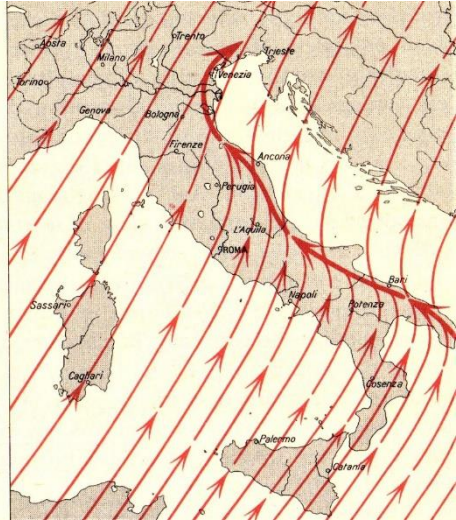 Aosta
Trento
Milano
Trieste
Venezia
Torino
Genova
Bologna
Firenze
Ancona
Perugia
L'Aquila
ROMA
Bari
Napoli
Potenza
Sassari
Cosenza
Cagliari
Palermo
Catania